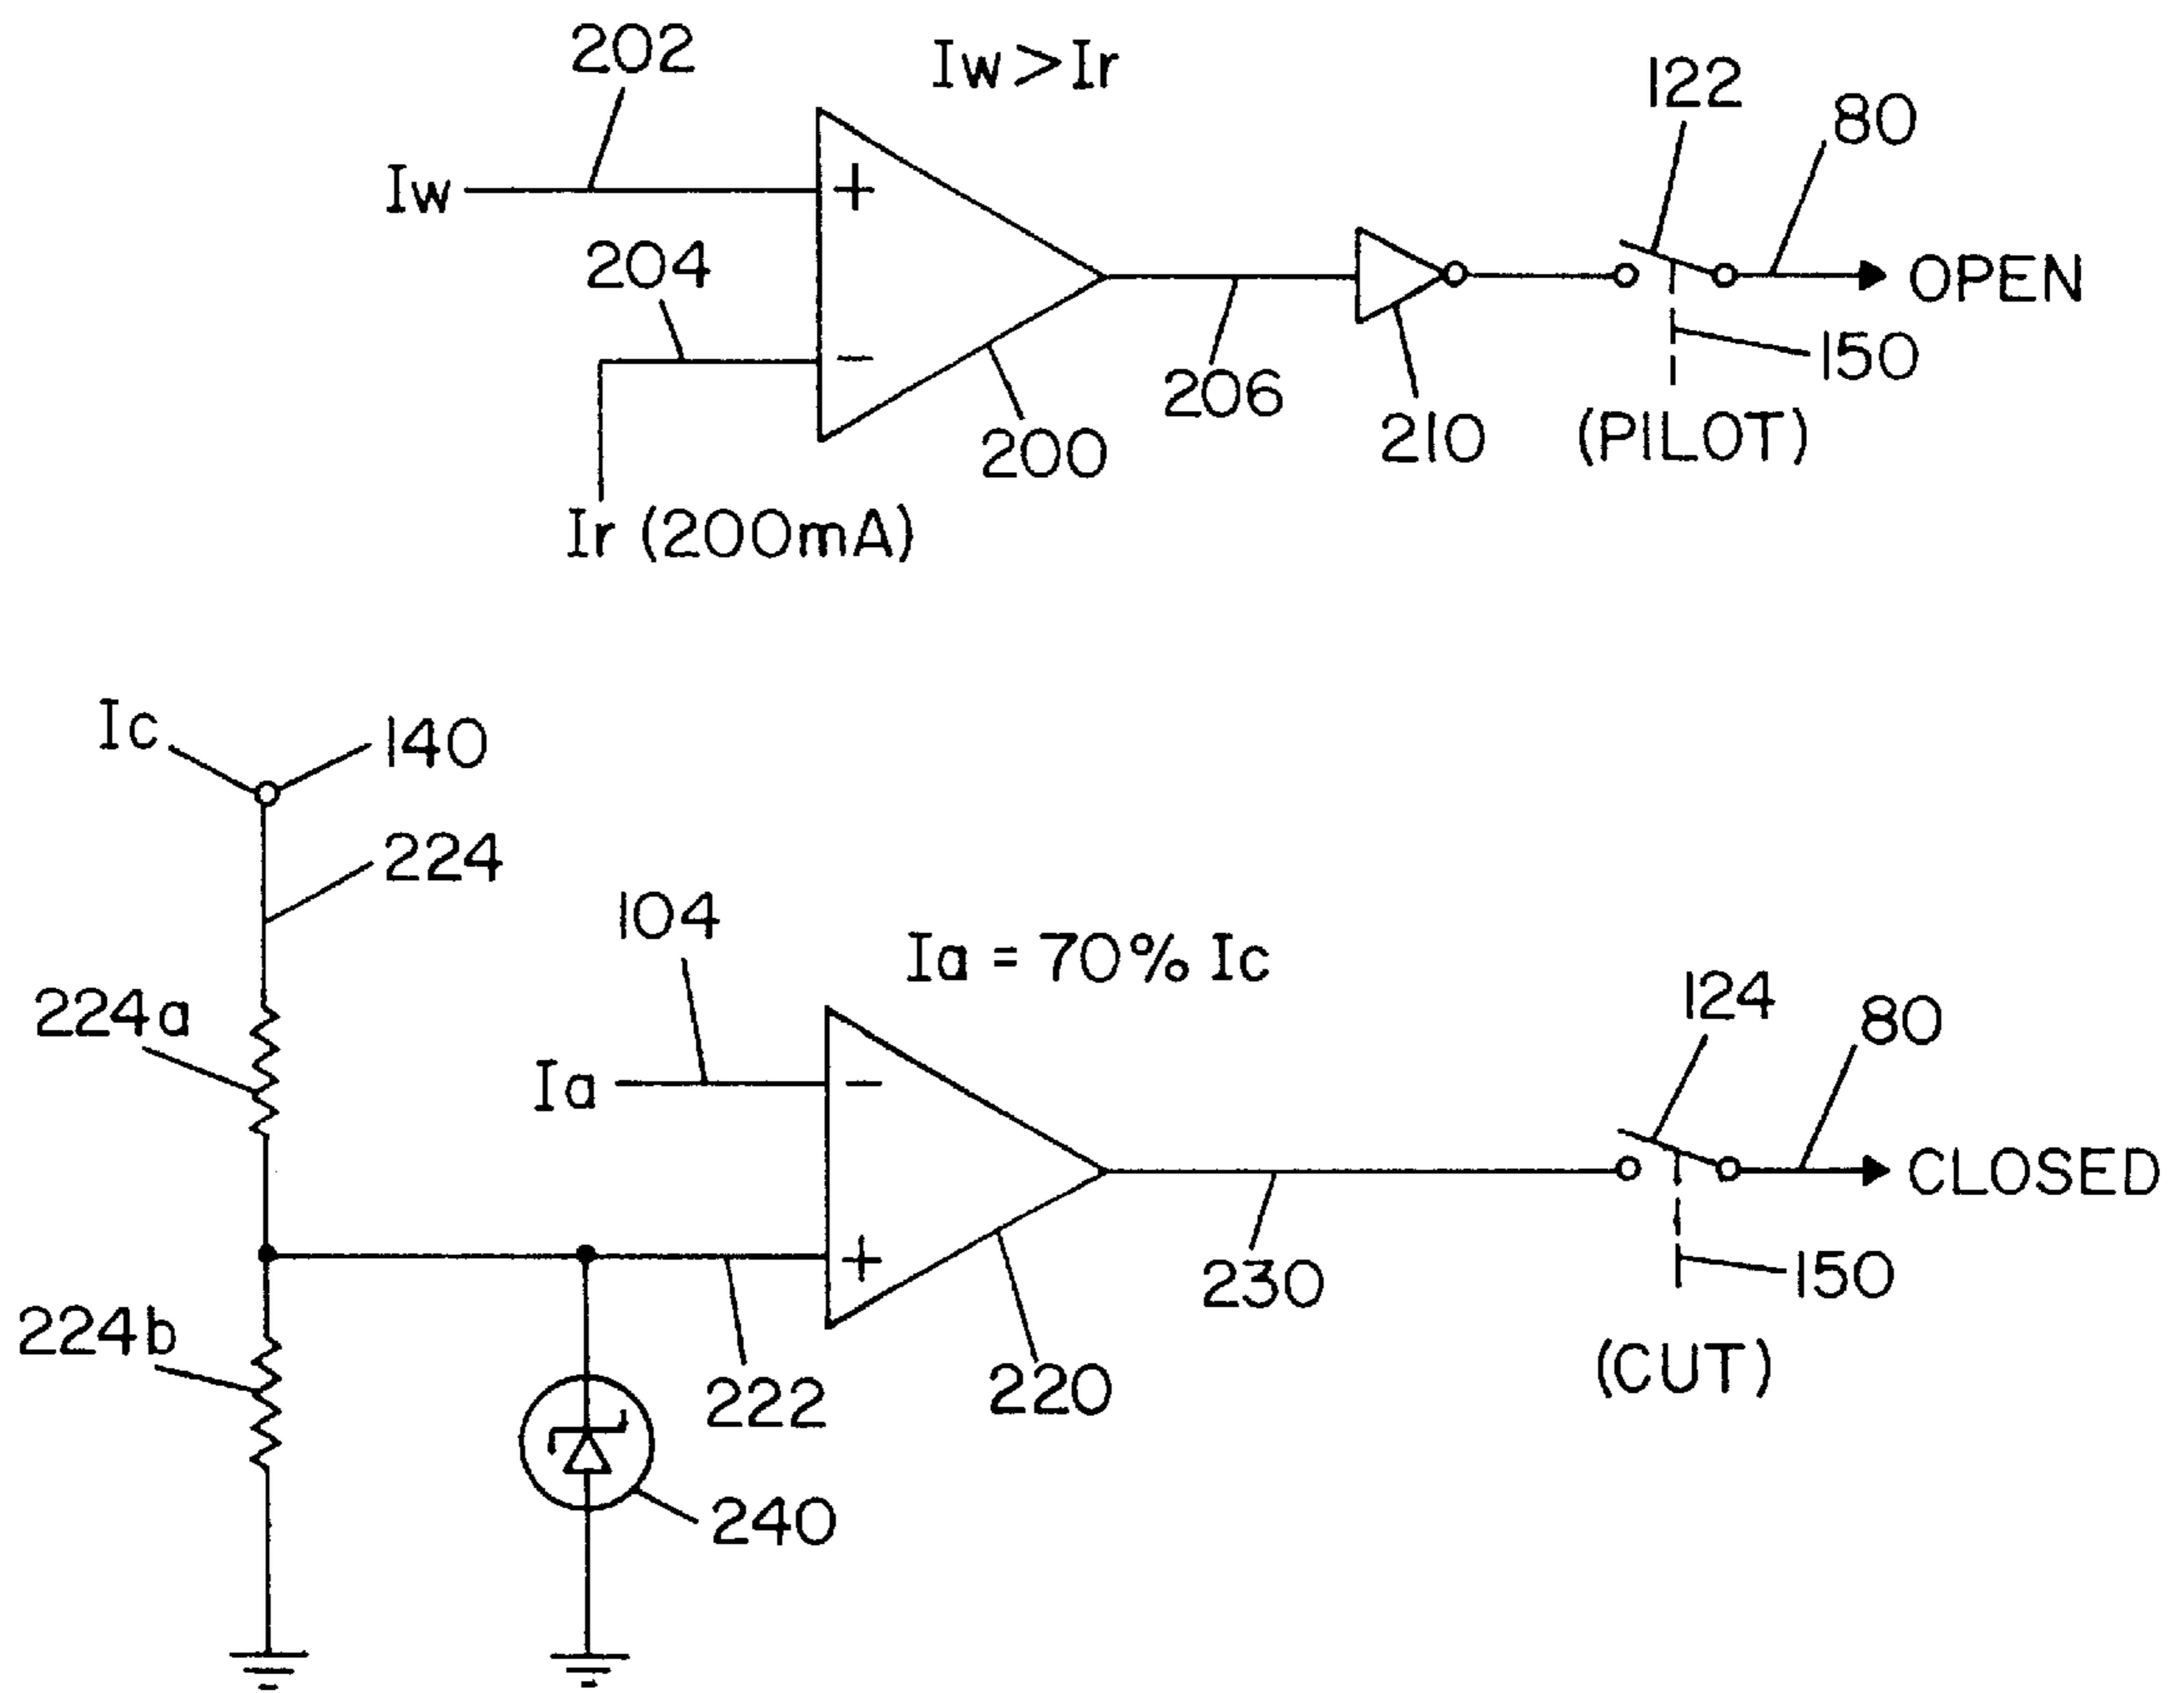 202
Iw>Ir
122
80
Iw
+
204
-
OPEN
150
206
200
210
(PILOT)
Ir (200mA)
Ic
140
224
104
Ia = 70% Ic
124
80
224a
Ia
-
CLOSED
+
230
150
224b
222
220
(CUT)
240